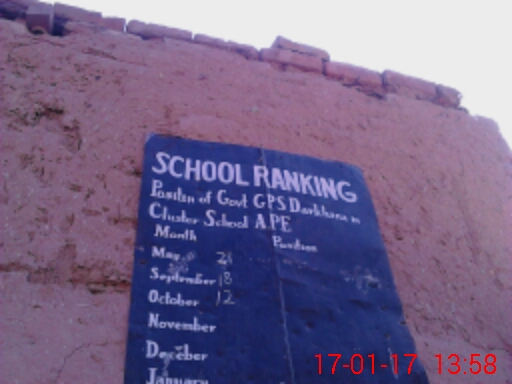 SCHOOL RANKING
Position of Govt GPS Darkhana in
Cluster School APE
Month Position
May 21
September 18
October 12
November
December
January
17-01-17 13:58